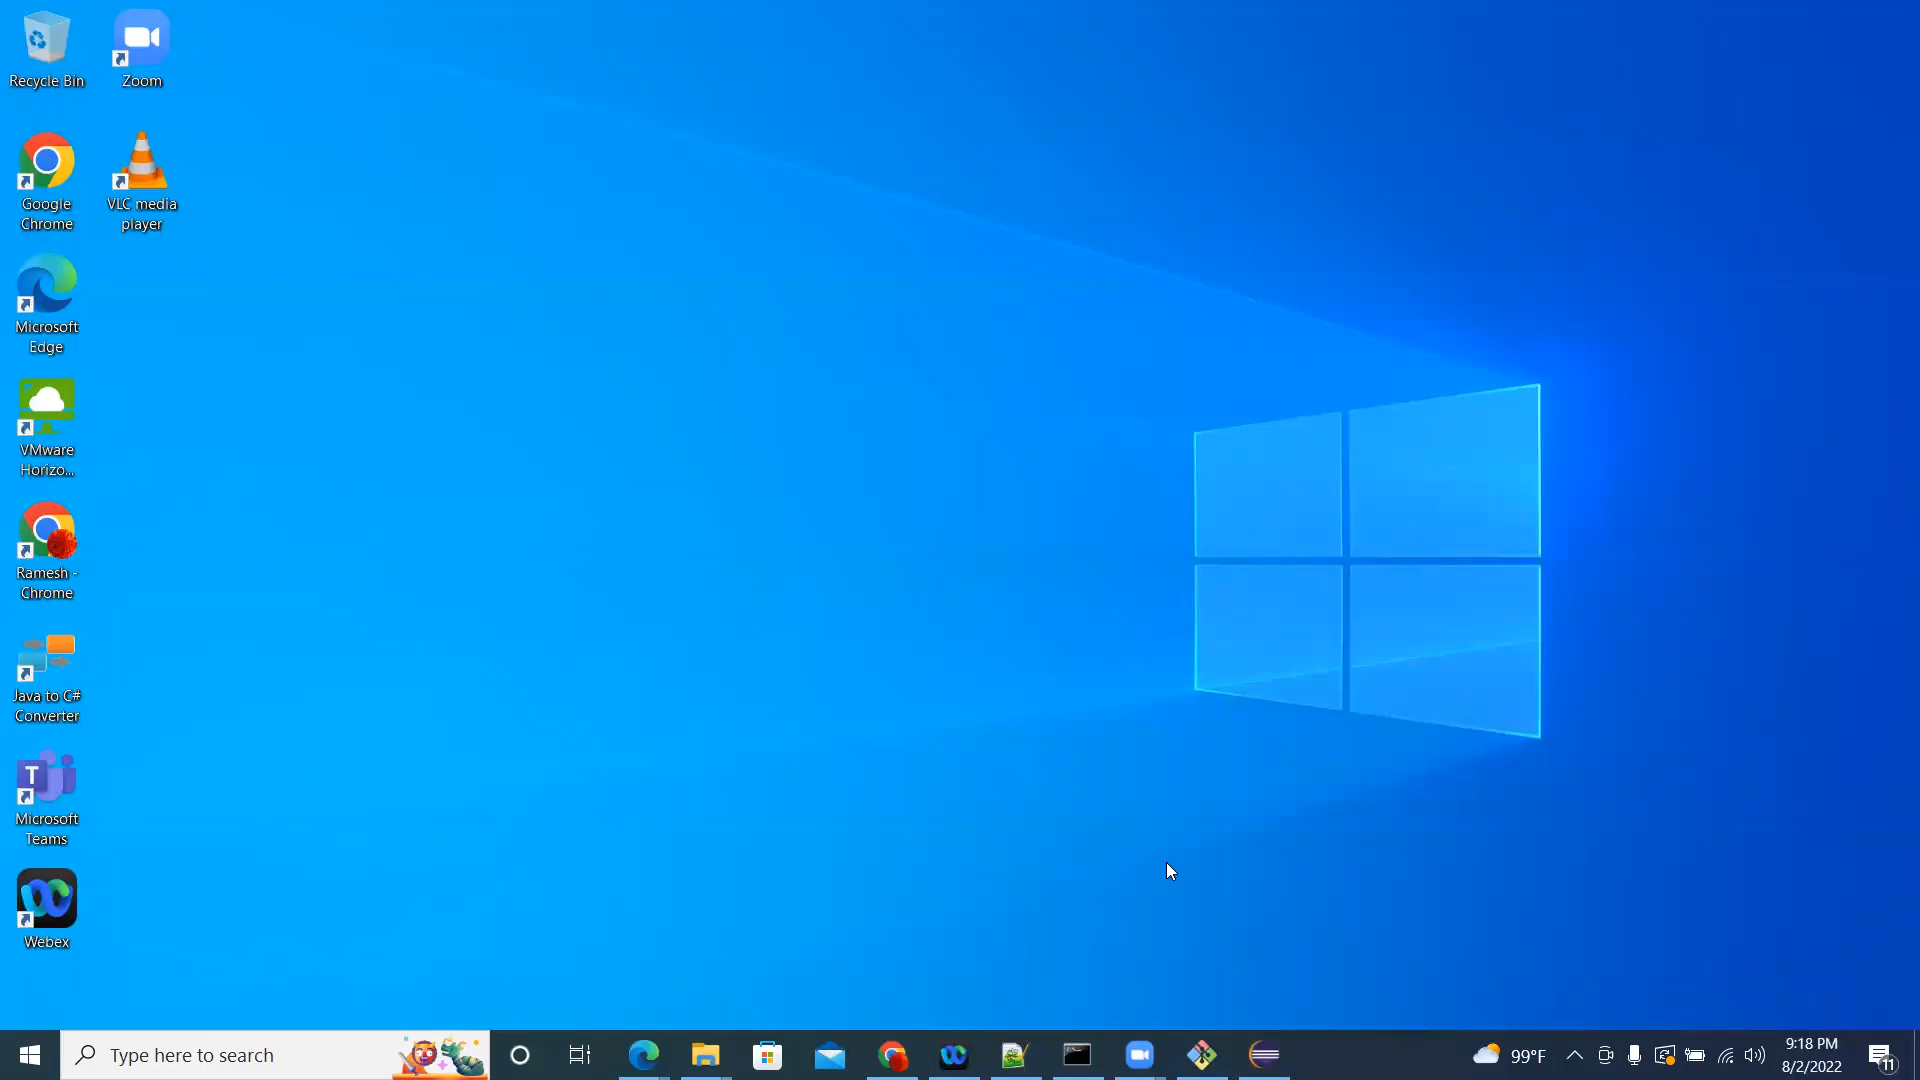 Recycle Bin
Zoom
Google
Chrome
VLC media
player
Microsoft
Edge
VMware
Horizo...
Ramesh -
Chrome
Java to C#
Converter
T
Microsoft
Teams
Webex
Type here to search
99°F
9:18 PM
8/2/2022
11